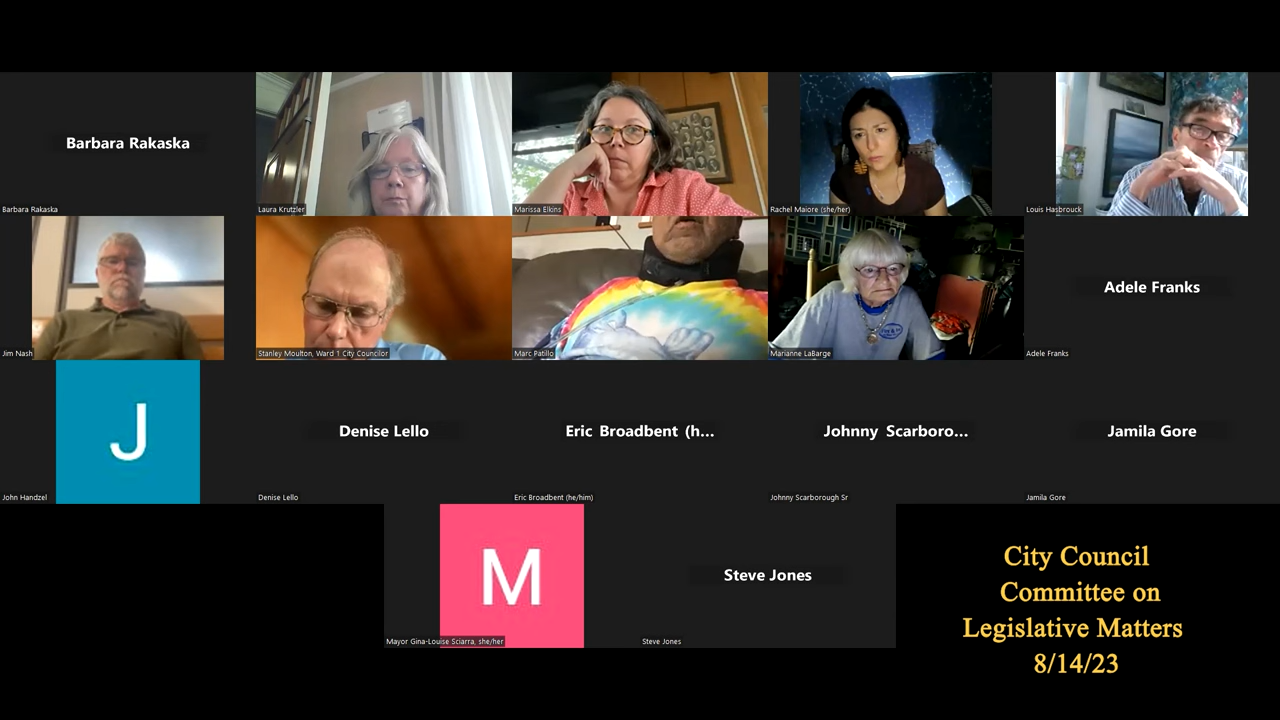 Barbara Rakaska
Barbara Rakaska
Laura Krutzler
Marissa Elkins
Rachel Maiore (she/her)
Louis Hasbrouck
Jim Nash
Stanley Moulton, Ward 1 City Councilor
Marc Patillo
Marianne LaBarge
Adele Franks
Adele Franks
J
John Handzel
Denise Lello
Denise Lello
Eric Broadbent (h...
Eric Broadbent (he/him)
Johnny Scarboro...
Johnny Scarborough Sr
Jamila Gore
Jamila Gore
M
Mayor Gina-Louise Sciarra, she/her
Steve Jones
Steve Jones
City Council
Committee on
Legislative Matters
8/14/23